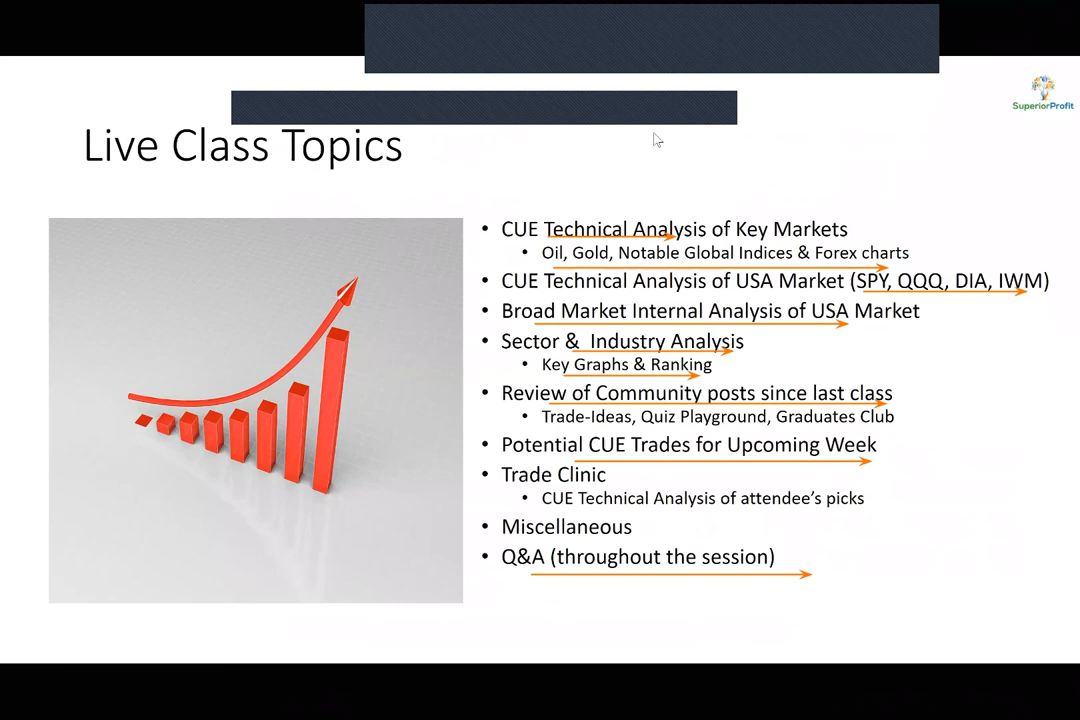 SuperiorProfit
Live Class Topics
• CUE Technical Analysis of Key Markets
• Oil, Gold, Notable Global Indices & Forex charts
• CUE Technical Analysis of USA Market (SPY, QQQ, DIA, IWM)
• Broad Market Internal Analysis of USA Market
• Sector & Industry Analysis
• Key Graphs & Ranking
• Review of Community posts since last class
• Trade-Ideas, Quiz Playground, Graduates Club
• Potential CUE Trades for Upcoming Week
• Trade Clinic
• CUE Technical Analysis of attendee’s picks
• Miscellaneous
• Q&A (throughout the session)